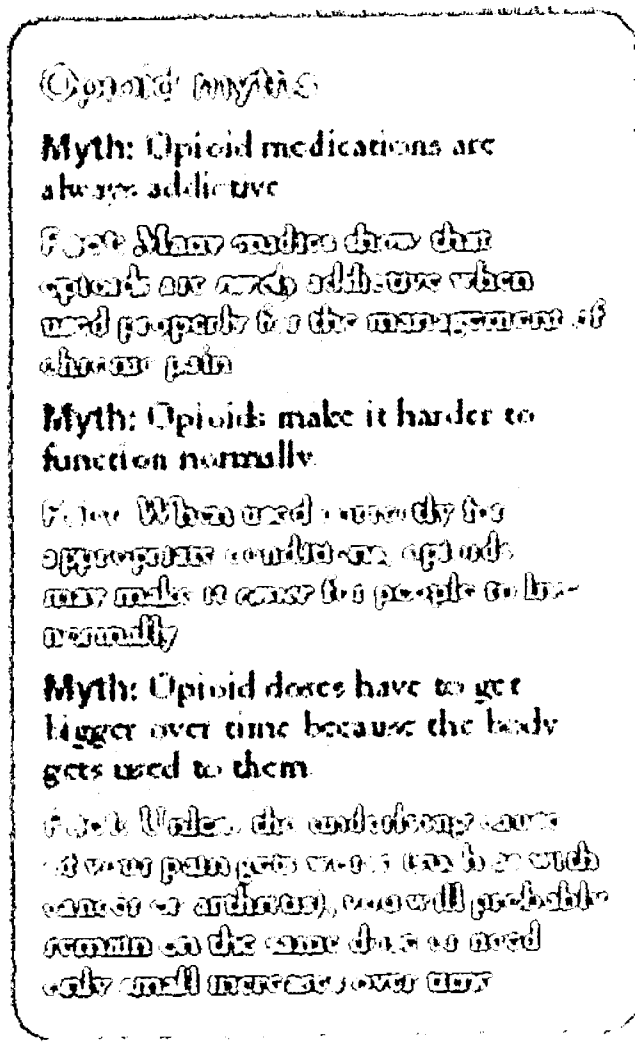 Opioid myths
Myth: Opioid medications are
always addictive
Fact: Many studies show that
opioids are rarely addictive when
used properly for the management of
chronic pain
Myth: Opioids make it harder to
function normally
Fact: When used correctly for
appropriate conditions, opioids
may make it easier for people to live
normally
Myth: Opioid doses have to get
bigger over time because the body
gets used to them
Fact: Unless the underlying cause
of your pain gets worse (such as with
cancer or arthritis), you will probably
remain on the same dose or need
only small increases over time